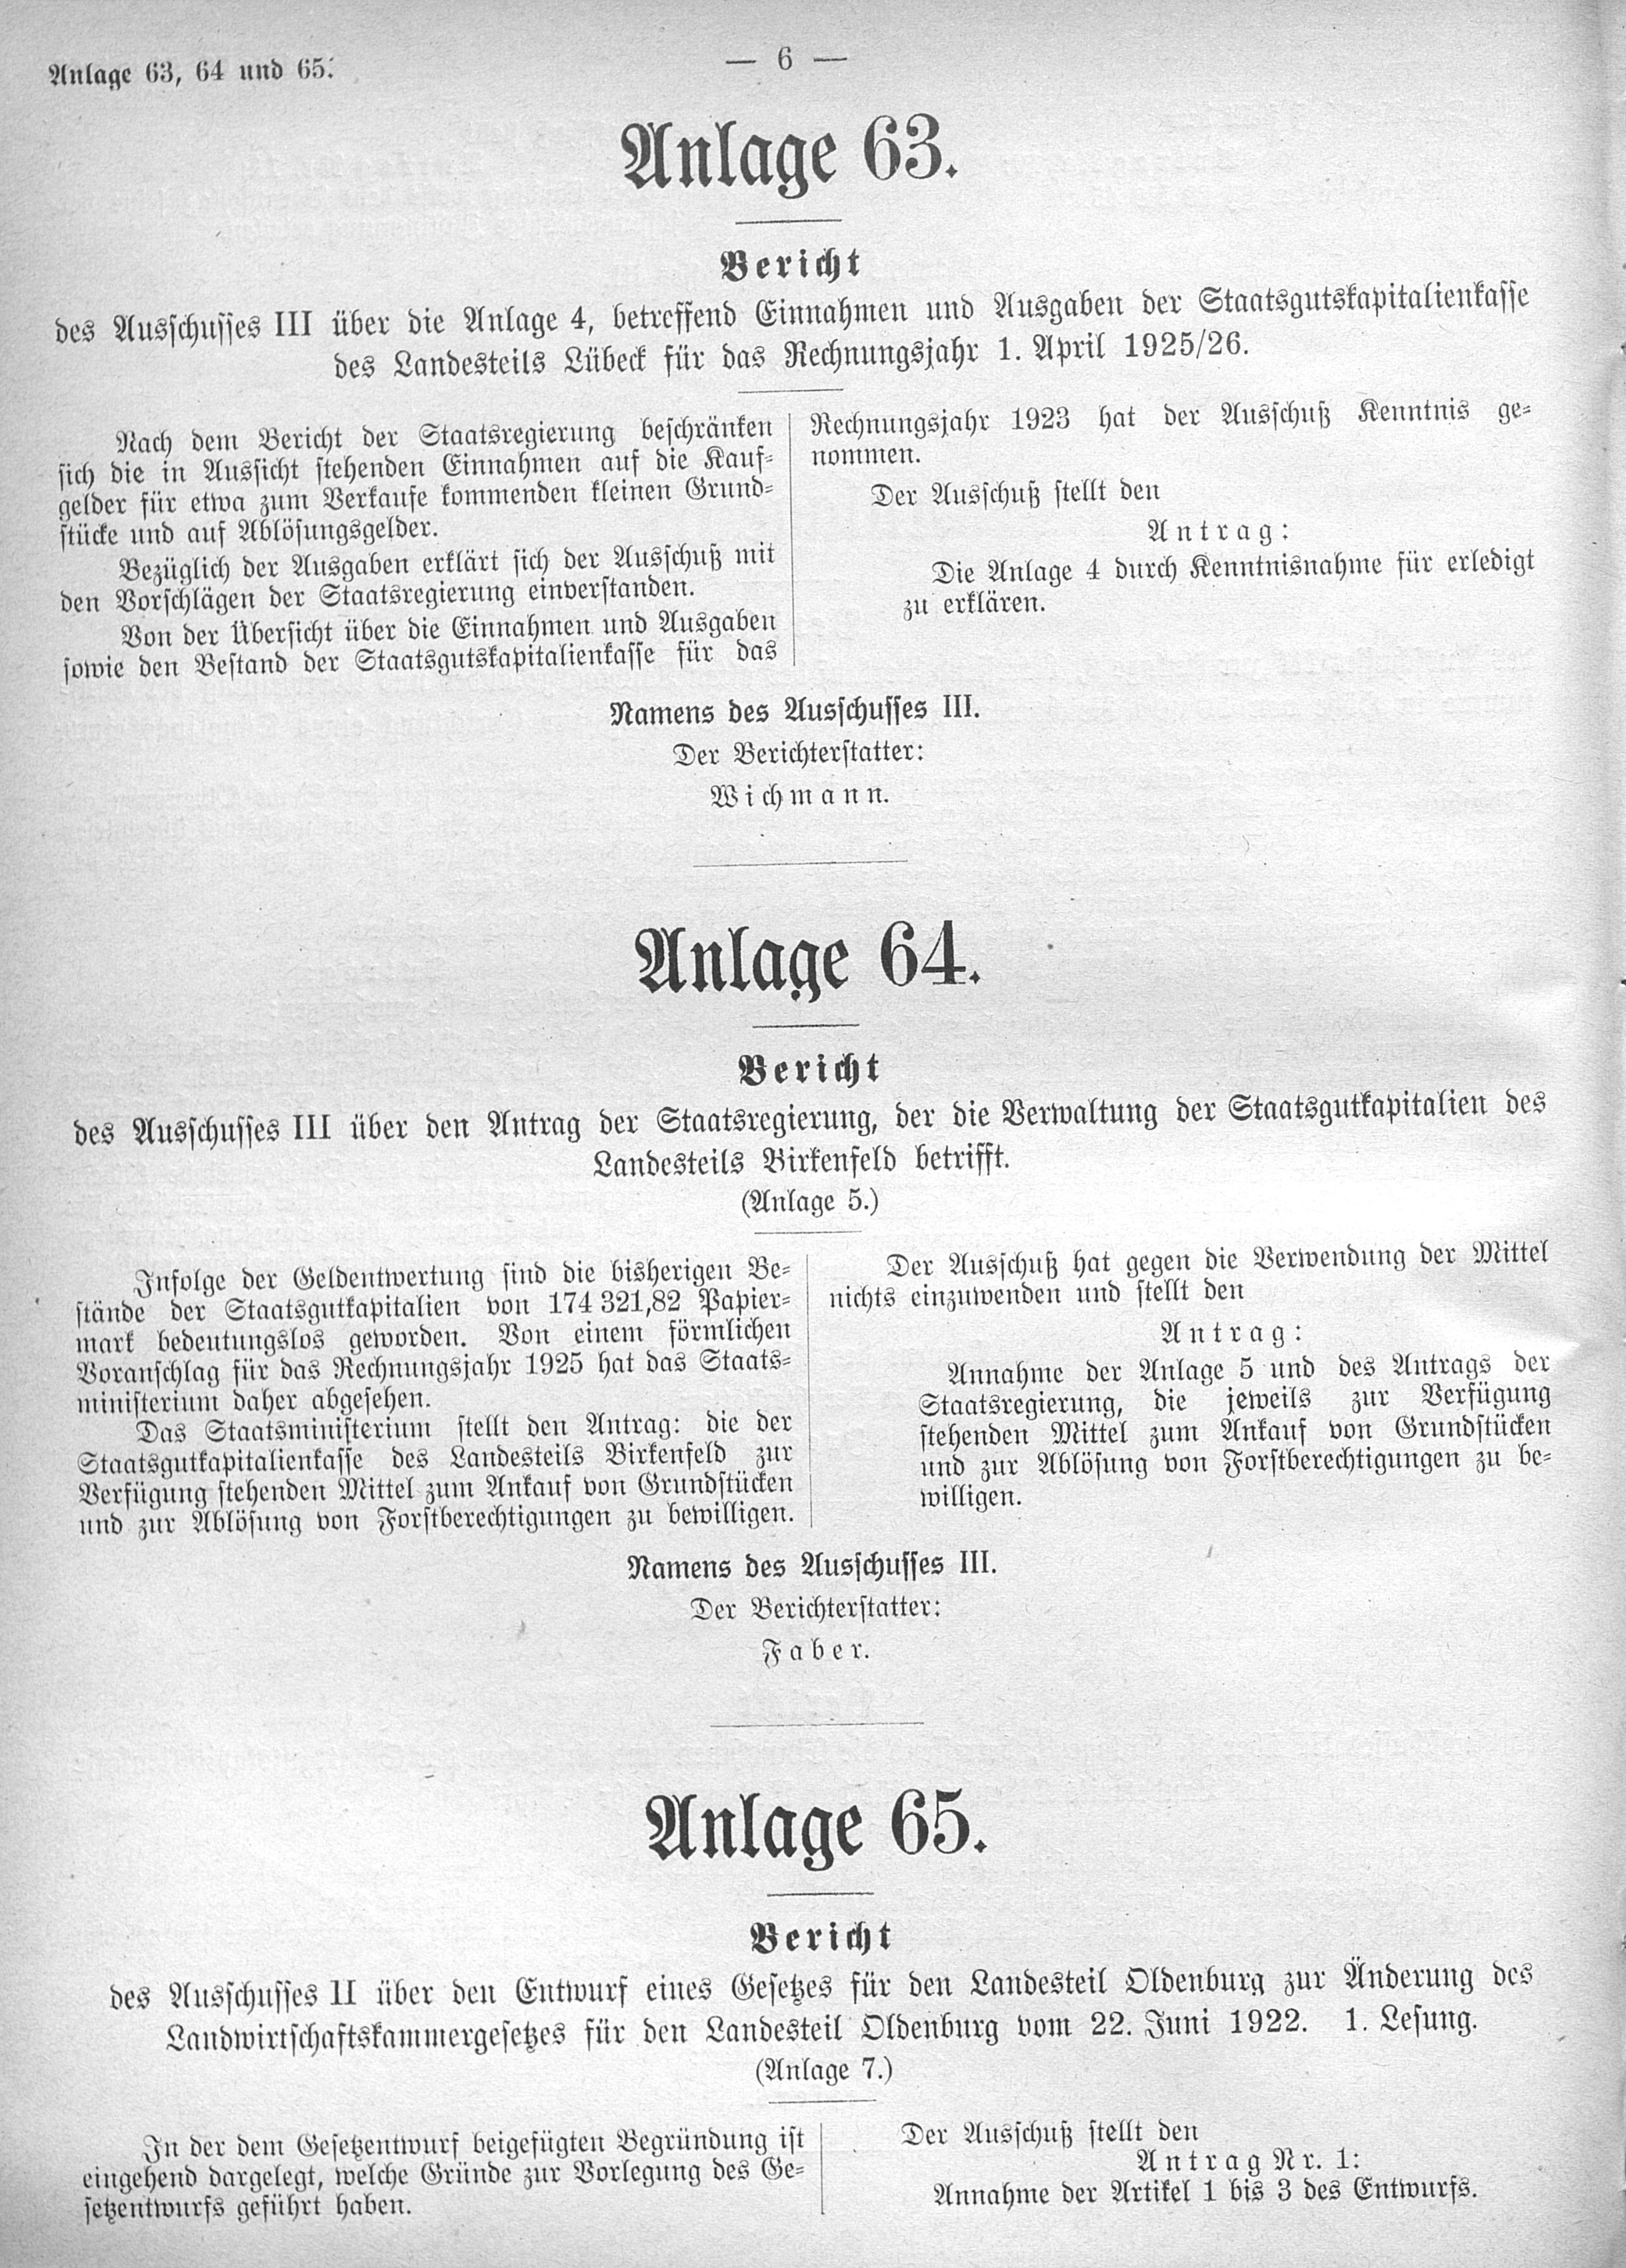 Anlage 63, 64 und 65.
— 6 —
Anlage 63.
Bericht
des Ausschusses III über die Anlage 4, betreffend Einnahmen und Ausgaben der Staatsgutskapitalienkasse
des Landesteils Lübeck für das Rechnungsjahr 1. April 1925/26.
Nach dem Bericht der Staatsregierung beschränken
sich die in Aussicht stehenden Einnahmen auf die Kauf-
gelder für etwa zum Verkaufe kommenden kleinen Grund-
stücke und auf Ablösungsgelder.
Bezüglich der Ausgaben erklärt sich der Ausschuß mit
den Vorschlägen der Staatsregierung einverstanden.
Von der Übersicht über die Einnahmen und Ausgaben
sowie den Bestand der Staatsgutskapitalienkasse für das
Rechnungsjahr 1923 hat der Ausschuß Kenntnis ge-
nommen.
Der Ausschuß stellt den
Antrag:
Die Anlage 4 durch Kenntnisnahme für erledigt
zu erklären.
Namens des Ausschusses III.
Der Berichterstatter:
Wichmann.
Anlage 64.
Bericht
des Ausschusses III über den Antrag der Staatsregierung, der die Verwaltung der Staatsgutkapitalien des
Landesteils Birkenfeld betrifft.
(Anlage 5.)
Infolge der Geldentwertung sind die bisherigen Be-
stände der Staatsgutkapitalien von 174 321,82 Papier-
mark bedeutungslos geworden. Von einem förmlichen
Voranschlag für das Rechnungsjahr 1925 hat das Staats-
ministerium daher abgesehen.
Das Staatsministerium stellt den Antrag: die der
Staatsgutkapitalienkasse des Landesteils Birkenfeld zur
Verfügung stehenden Mittel zum Ankauf von Grundstücken
und zur Ablösung von Forstberechtigungen zu bewilligen.
Der Ausschuß hat gegen die Verwendung der Mittel
nichts einzuwenden und stellt den
Antrag:
Annahme der Anlage 5 und des Antrags der
Staatsregierung, die jeweils zur Verfügung
stehenden Mittel zum Ankauf von Grundstücken
und zur Ablösung von Forstberechtigungen zu be-
willigen.
Namens des Ausschusses III.
Der Berichterstatter:
Faber.
Anlage 65.
Bericht
des Ausschusses II über den Entwurf eines Gesetzes für den Landesteil Oldenburg zur Änderung des
Landwirtschaftskammergesetzes für den Landesteil Oldenburg vom 22. Juni 1922. 1. Lesung.
(Anlage 7.)
In der dem Gesetzentwurf beigefügten Begründung ist
eingehend dargelegt, welche Gründe zur Vorlegung des Ge-
setzentwurfs geführt haben.
Der Ausschuß stellt den
Antrag Nr. 1:
Annahme der Artikel 1 bis 3 des Entwurfs.